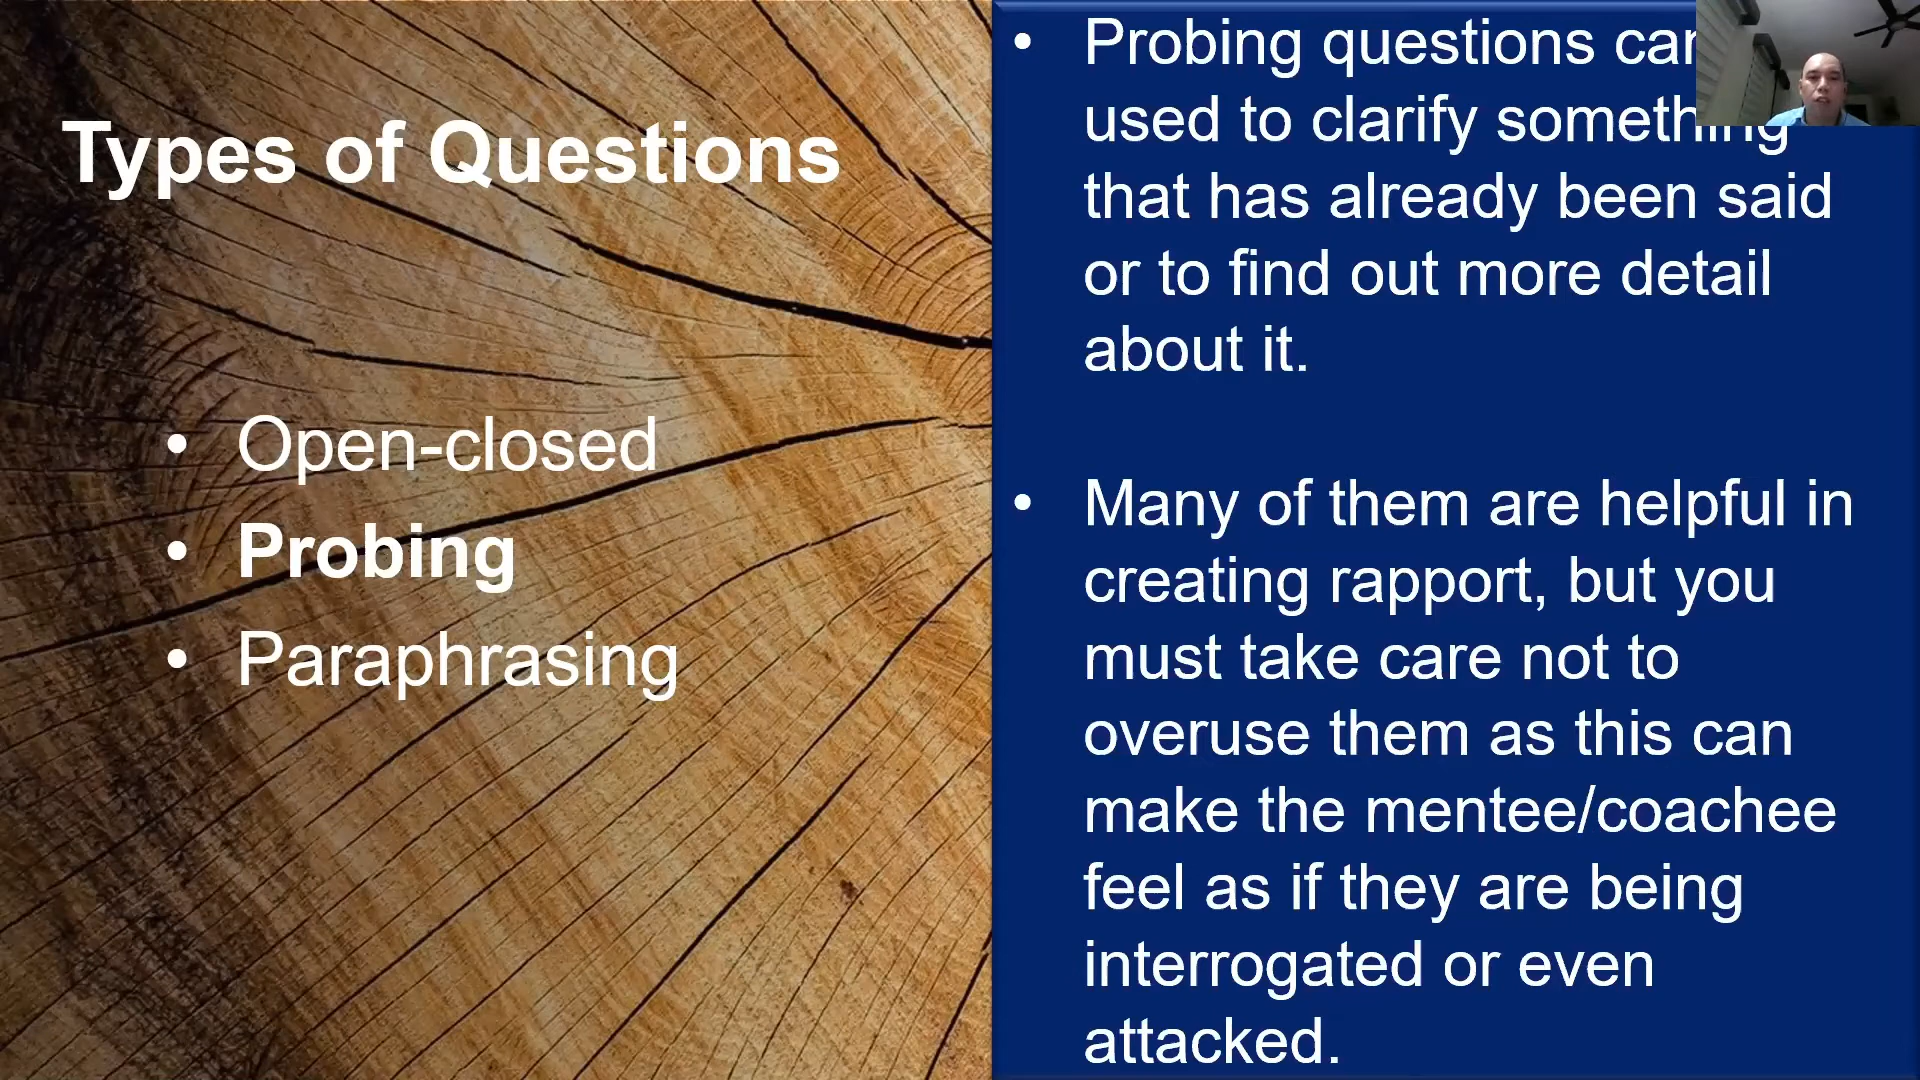 Types of Questions
• Open-closed
• Probing
• Paraphrasing
• Probing questions
used to clarify something
that has already been said
or to find out more detail
about it.
• Many of them are helpful in
creating rapport, but you
must take care not to
overuse them as this can
make the mentee/coachee
feel as if they are being
interrogated or even
attacked.